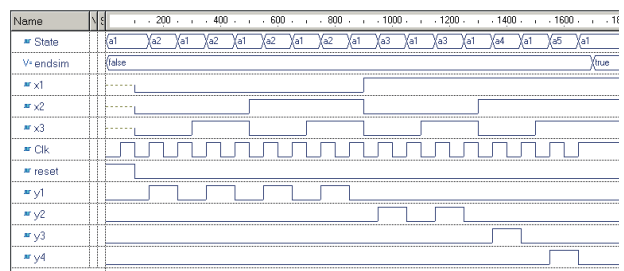 Name V S 200 400 600 800 1000 1200 1400 1600 18
State a1 a2 a1 a2 a1 a2 a1 a2 a1 a3 a1 a3 a1 a4 a1 a5 a1
V= endsim false true
x1
x2
x3
Clk
reset
y1
y2
y3
y4